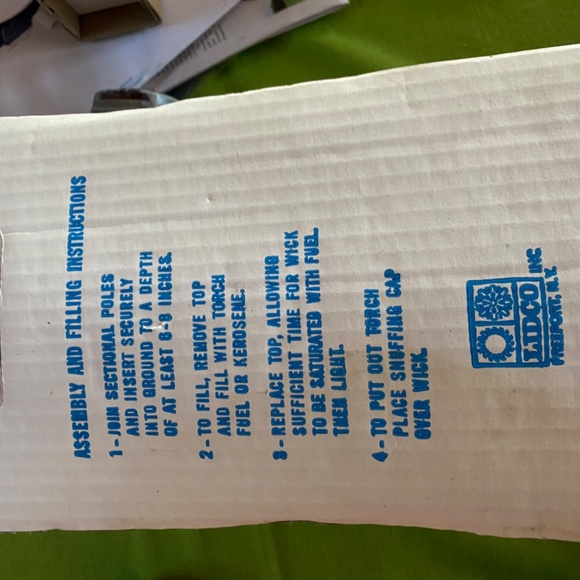 ASSEMBLY AND FILLING INSTRUCTIONS
1 - JOIN SECTIONAL POLES
AND INSERT SECURELY
INTO GROUND TO A DEPTH
OF AT LEAST 6-8 INCHES.
2 - TO FILL, REMOVE TOP
AND FILL WITH TORCH
FUEL OR KEROSENE.
3 - REPLACE TOP, ALLOWING
SUFFICIENT TIME FOR WICK
TO BE SATURATED WITH FUEL.
THEN LIGHT.
4 - TO PUT OUT TORCH
PLACE SNUFFING CAP
OVER WICK.
LIDCO INC
FREEPORT, N.Y.